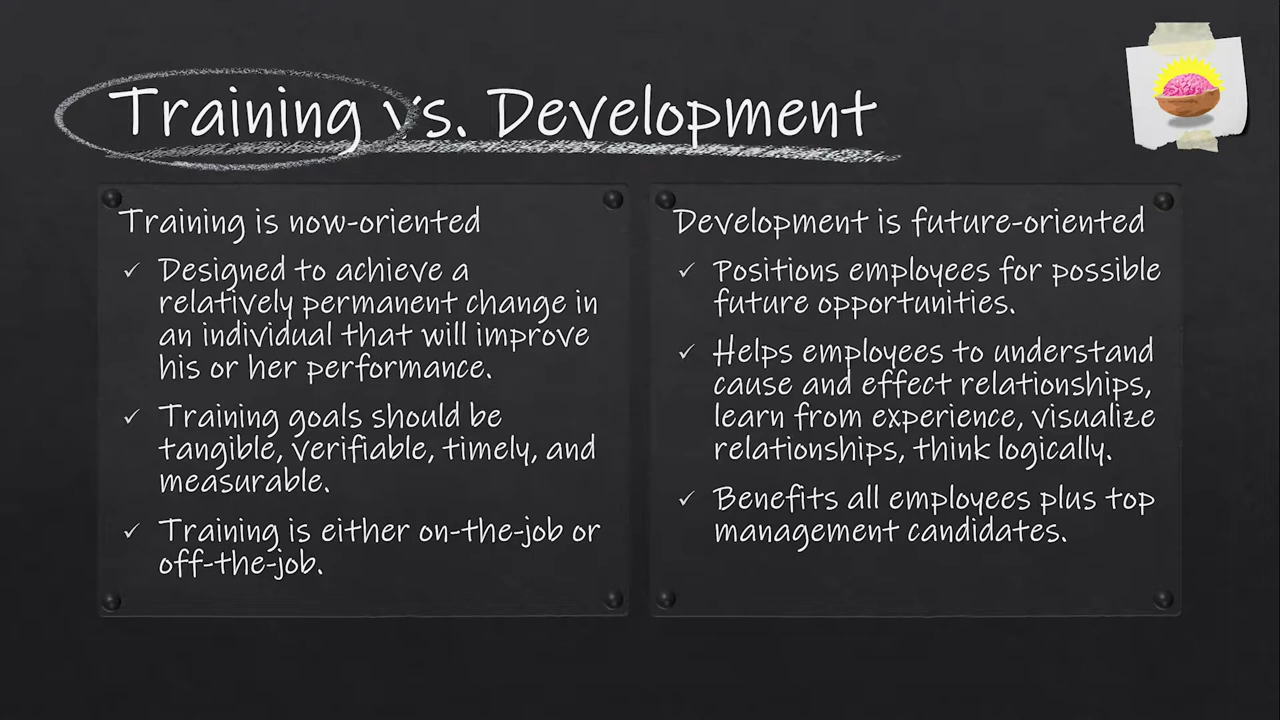 Training vs. Development
Training is now-oriented
✓ Designed to achieve a
relatively permanent change in
an individual that will improve
his or her performance.
✓ Training goals should be
tangible, verifiable, timely, and
measurable.
✓ Training is either on-the-job or
off-the-job.
Development is future-oriented
✓ Positions employees for possible
future opportunities.
✓ Helps employees to understand
cause and effect relationships,
learn from experience, visualize
relationships, think logically.
✓ Benefits all employees plus top
management candidates.